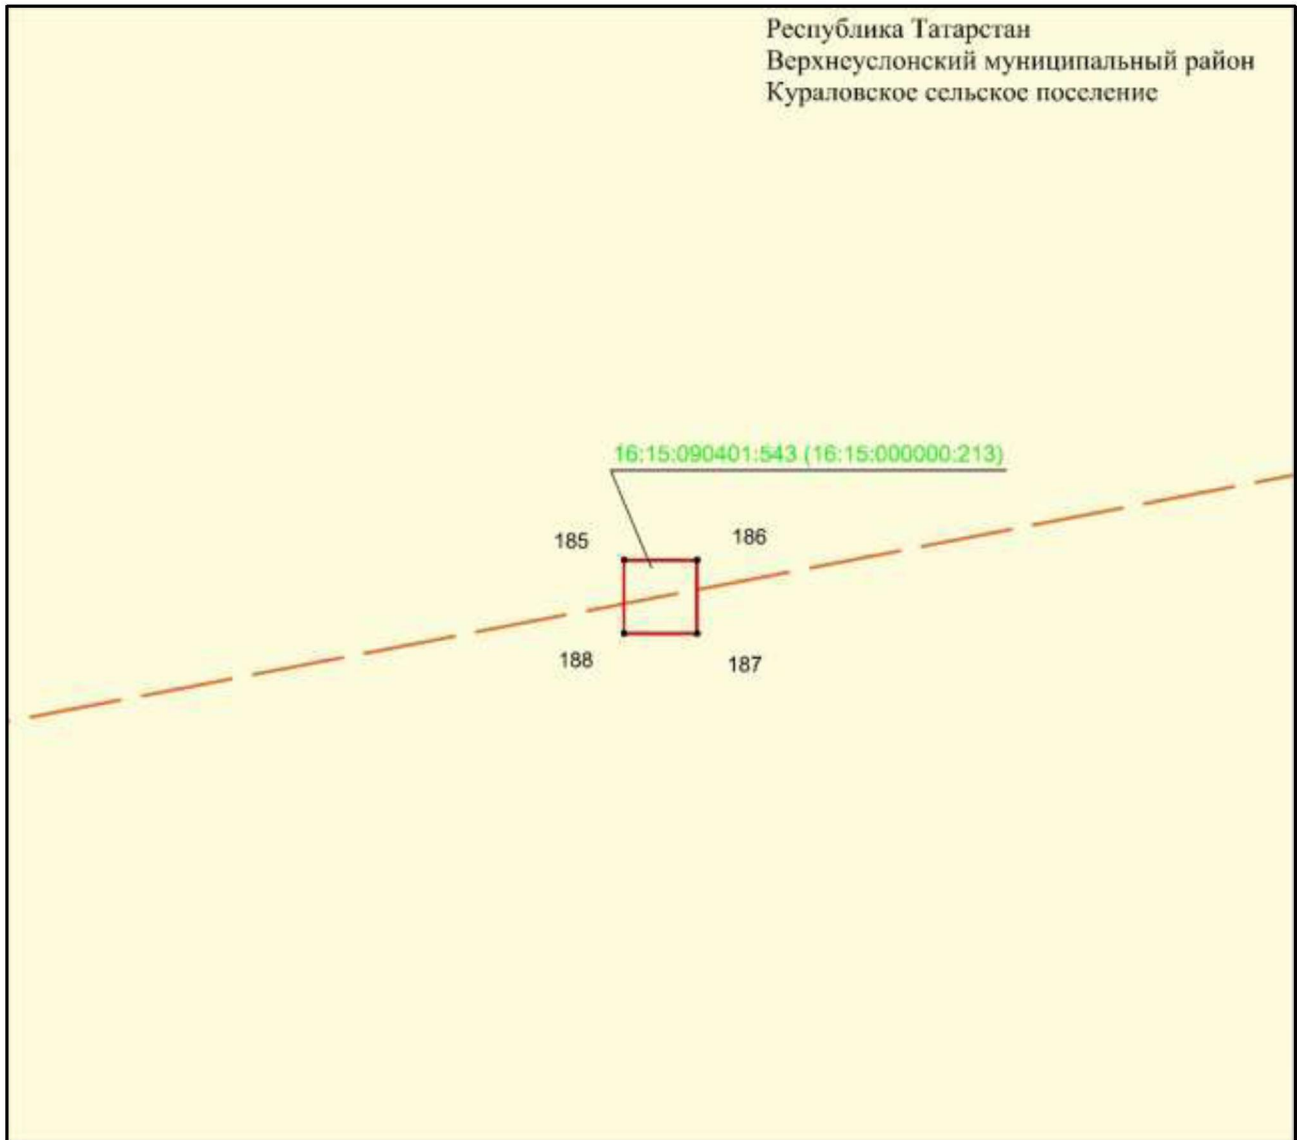 Республика Татарстан
Верхнеуслонский муниципальный район
Кураловское сельское поселение
16:15:090401:543 (16:15:000000:213)
185
186
188
187